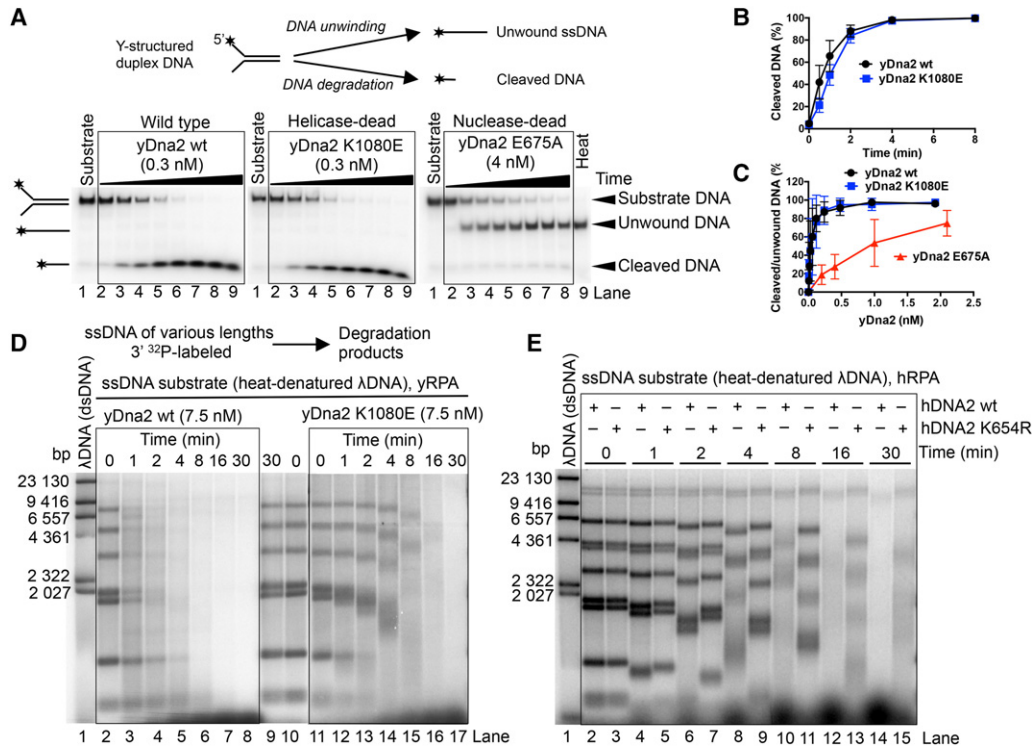 A
Y-structured
duplex DNA
5'
DNA unwinding
DNA degradation
Unwound ssDNA
Cleaved DNA
Substrate
Wild type
yDna2 wt
(0.3 nM)
Substrate
Helicase-dead
yDna2 K1080E
(0.3 nM)
Substrate
Nuclease-dead
yDna2 E675A
(4 nM)
Heat
Time
Substrate DNA
Unwound DNA
Cleaved DNA
1 2 3 4 5 6 7 8 9 1 2 3 4 5 6 7 8 9 1 2 3 4 5 6 7 8 9 Lane
B
Cleaved DNA (%)
100
80
60
40
20
0
yDna2 wt
yDna2 K1080E
0 2 4 6 8
Time (min)
C
Cleaved/unwound DNA (%)
120
100
80
60
40
20
0
yDna2 wt
yDna2 K1080E
yDna2 E675A
0.0 0.5 1.0 1.5 2.0 2.5
yDna2 (nM)
D
ssDNA of various lengths
3' 32P-labeled
Degradation
products
λDNA (dsDNA)
ssDNA substrate (heat-denatured λDNA), yRPA
yDna2 wt (7.5 nM)
yDna2 K1080E (7.5 nM)
Time (min)
Time (min)
bp
0 1 2 4 8 16 30 30 0 0 1 2 4 8 16 30
23 130
9 416
6 557
4 361
2 322
2 027
1 2 3 4 5 6 7 8 9 10 11 12 13 14 15 16 17 Lane
E
λDNA (dsDNA)
ssDNA substrate (heat-denatured λDNA), hRPA
+ − + − + − + − + − + − + − hDNA2 wt
− + − + − + − + − + − + − + hDNA2 K654R
0 1 2 4 8 16 30 Time (min)
bp
23 130
9 416
6 557
4 361
2 322
2 027
1 2 3 4 5 6 7 8 9 10 11 12 13 14 15 Lane